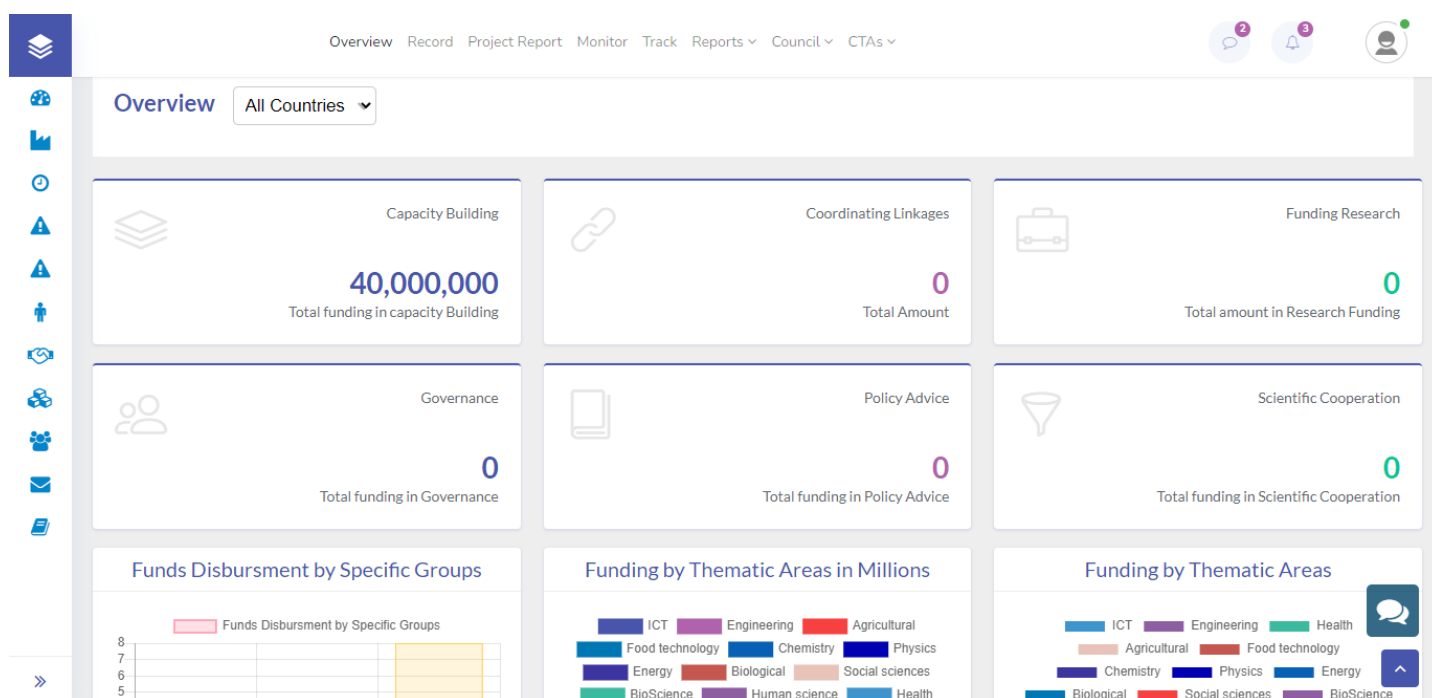 Overview Record Project Report Monitor Track Reports Council CTAs
2
3
Overview
All Countries
Capacity Building
40,000,000
Total funding in capacity Building
Coordinating Linkages
0
Total Amount
Funding Research
0
Total amount in Research Funding
Governance
0
Total funding in Governance
Policy Advice
0
Total funding in Policy Advice
Scientific Cooperation
0
Total funding in Scientific Cooperation
Funds Disbursment by Specific Groups
Funds Disbursment by Specific Groups
8
7
6
5
Funding by Thematic Areas in Millions
ICT Engineering Agricultural
Food technology Chemistry Physics
Energy Biological Social sciences
BioScience Human science Health
Funding by Thematic Areas
ICT Engineering Health
Agricultural Food technology
Chemistry Physics Energy
Biological Social sciences BioScience